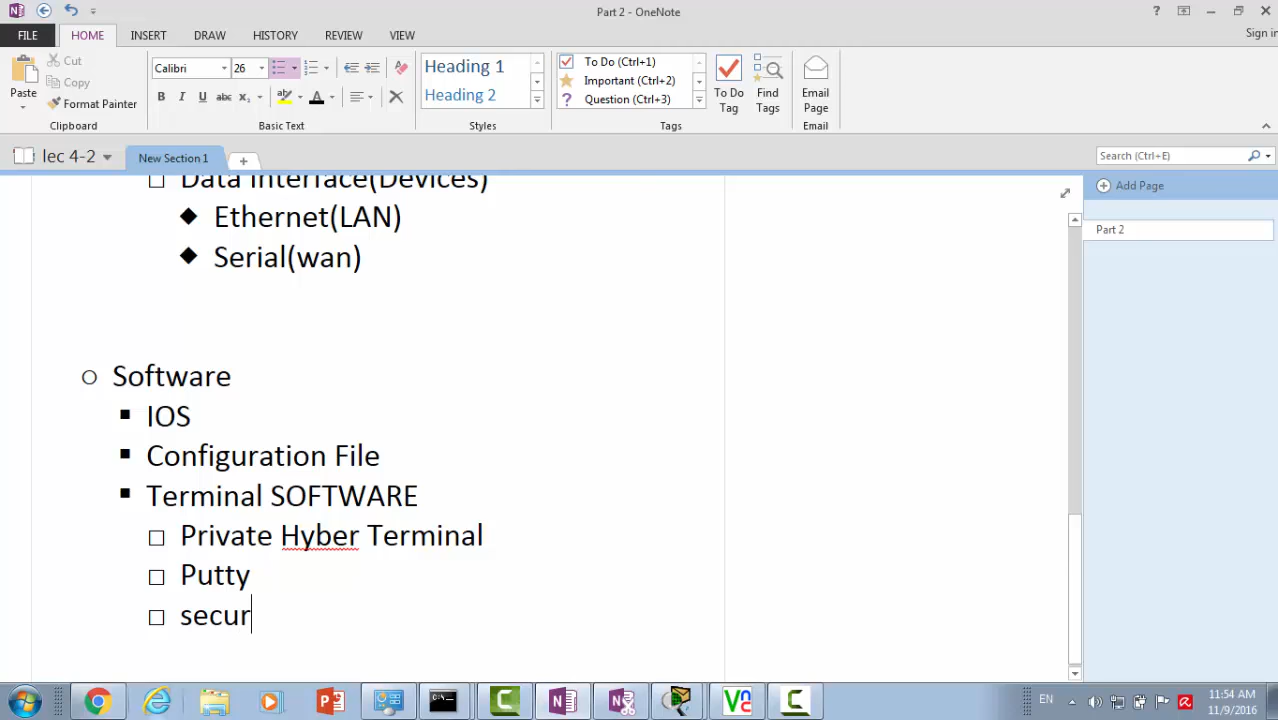 Part 2 - OneNote
Sign in
FILE HOME INSERT DRAW HISTORY REVIEW VIEW
Paste
Cut
Copy
Format Painter
Clipboard
Calibri 26
B I U abc x₂ A
Basic Text
Heading 1
Heading 2
Styles
To Do (Ctrl+1)
Important (Ctrl+2)
Question (Ctrl+3)
To Do Tag
Find Tags
Tags
Email Page
Email
lec 4-2
New Section 1
Search (Ctrl+E)
Add Page
Part 2
Data Interface(Devices)
Ethernet(LAN)
Serial(wan)
Software
IOS
Configuration File
Terminal SOFTWARE
Private Hyber Terminal
Putty
secur
EN
11:54 AM
11/9/2016